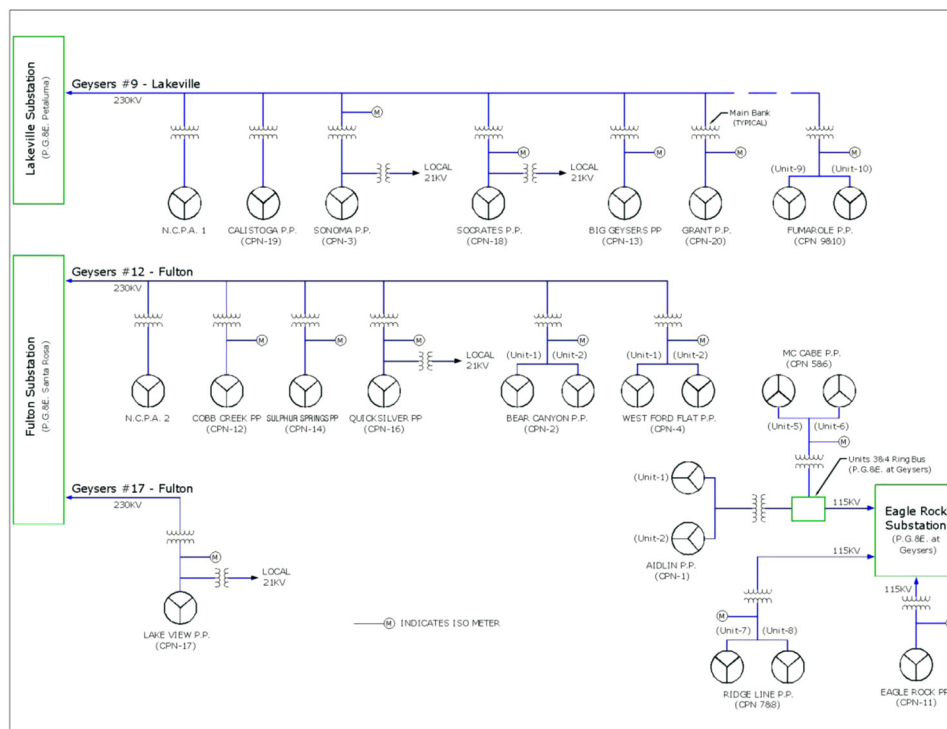 Lakeville Substation
(P.G.&E. Petaluma)
Geysers #9 - Lakeville
230KV
Main Bank
(TYPICAL)
M
M
M
M
M
LOCAL
21KV
LOCAL
21KV
(Unit-9)
(Unit-10)
N.C.P.A. 1
CALISTOGA P.P.
(CPN-19)
SONOMA P.P.
(CPN-3)
SOCRATES P.P.
(CPN-18)
BIG GEYSERS PP
(CPN-13)
GRANT P.P.
(CPN-20)
FUMAROLE P.P.
(CPN 9&10)
Fulton Substation
(P.G.&E. Santa Rosa)
Geysers #12 - Fulton
230KV
M
M
M
M
M
(Unit-1)
(Unit-2)
(Unit-1)
(Unit-2)
LOCAL
21KV
N.C.P.A. 2
COBB CREEK PP
(CPN-12)
SULPHUR SPRINGS PP
(CPN-14)
QUICKSILVER PP
(CPN-16)
BEAR CANYON P.P.
(CPN-2)
WEST FORD FLAT P.P.
(CPN-4)
MC CABE P.P.
(CPN 5&6)
(Unit-5)
(Unit-6)
M
Units 3&4 Ring Bus
(P.G.&E. at Geysers)
Geysers #17 - Fulton
230KV
M
LOCAL
21KV
LAKE VIEW P.P.
(CPN-17)
M INDICATES ISO METER
(Unit-1)
(Unit-2)
AIDLIN P.P.
(CPN-1)
115KV
Eagle Rock
Substation
(P.G.&E. at
Geysers)
115KV
115KV
M
(Unit-7)
(Unit-8)
RIDGE LINE P.P.
(CPN 7&8)
EAGLE ROCK PP
(CPN-11)